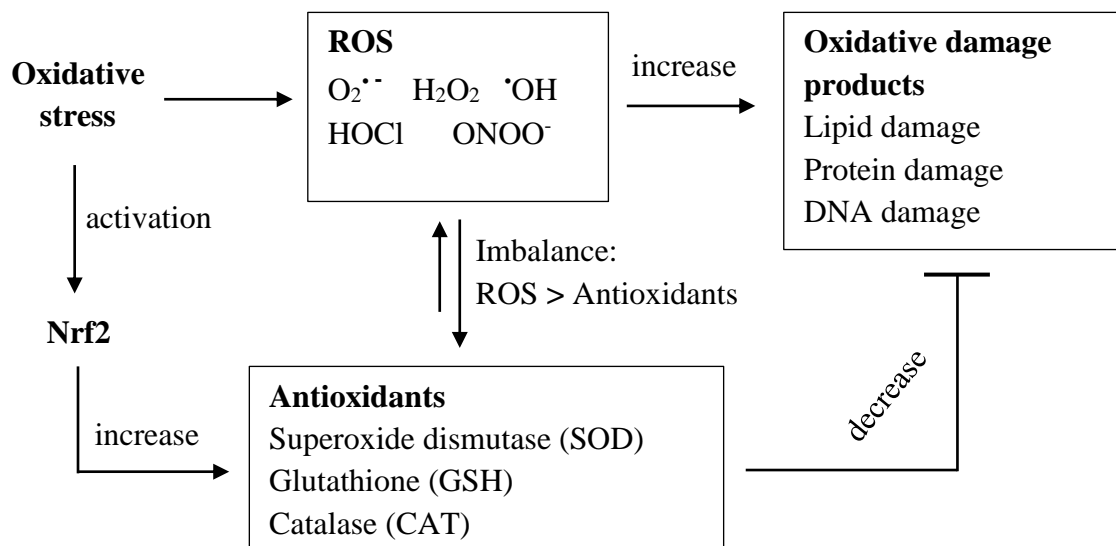 Oxidative
stress
activation
Nrf2
increase
ROS
O₂•- H₂O₂ •OH
HOCl ONOO⁻
increase
Oxidative damage
products
Lipid damage
Protein damage
DNA damage
Imbalance:
ROS > Antioxidants
Antioxidants
Superoxide dismutase (SOD)
Glutathione (GSH)
Catalase (CAT)
decrease